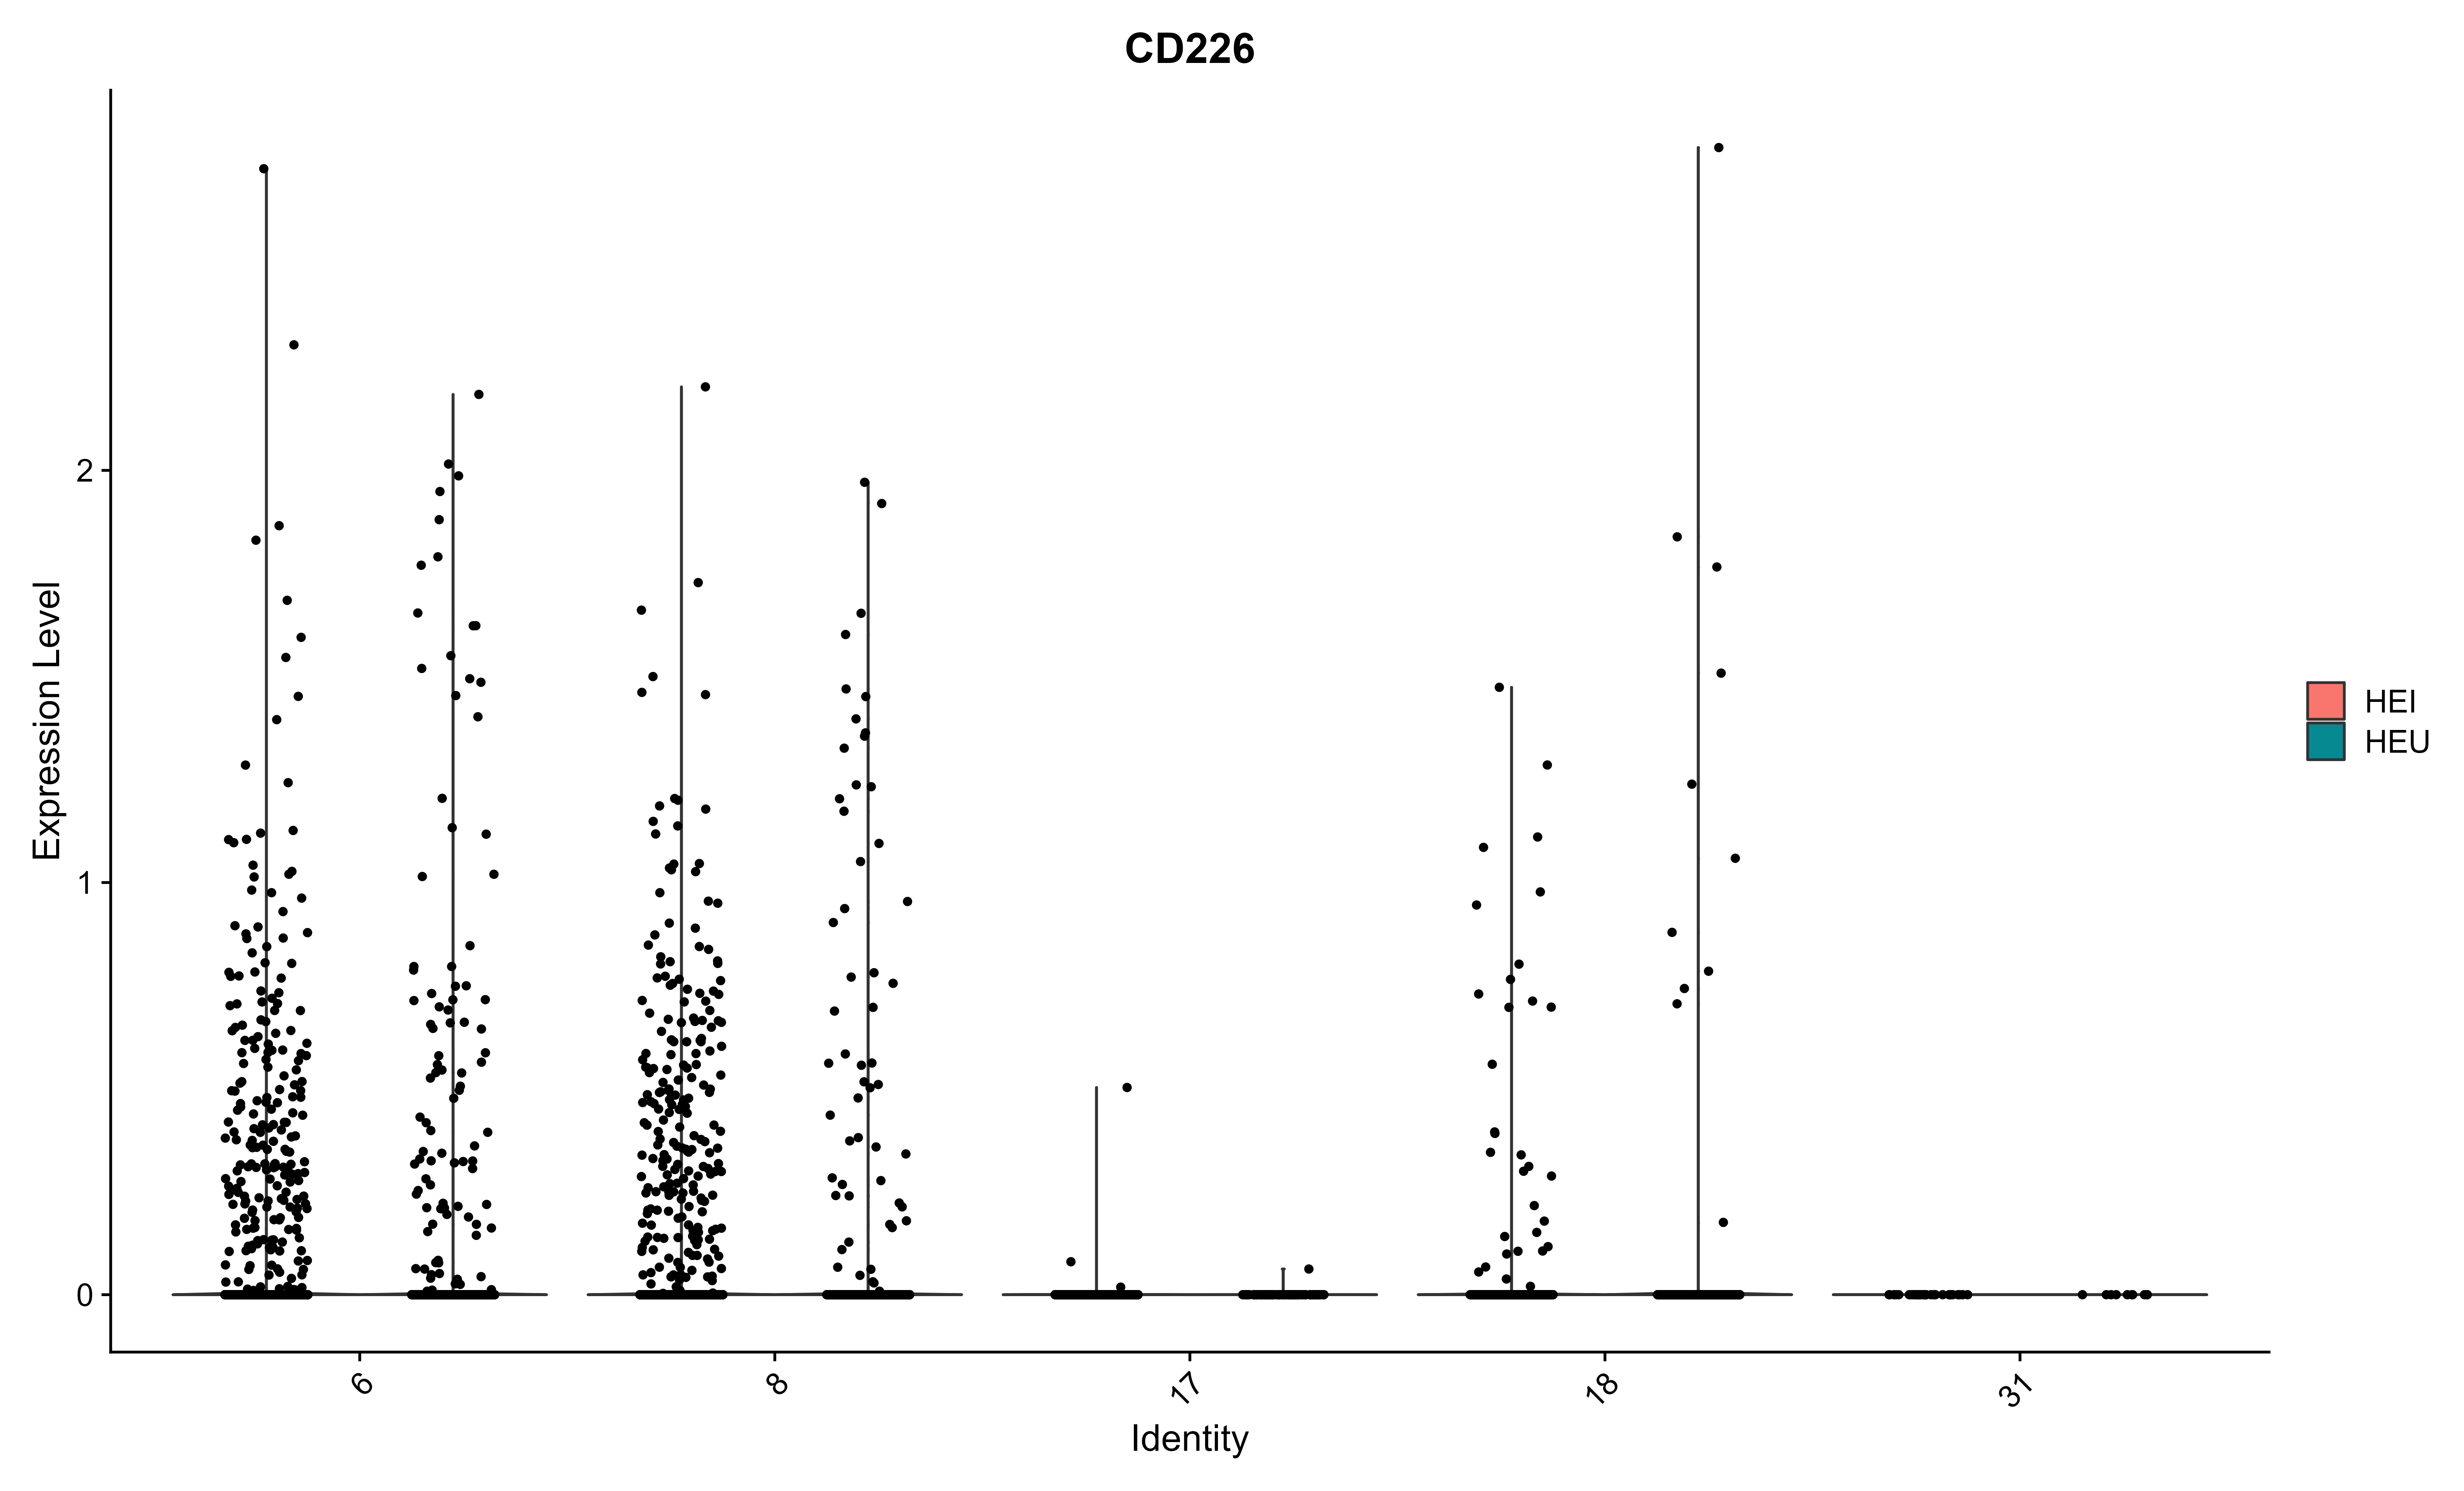 CD226
Expression Level
2
1
0
6
8
17
18
31
Identity
HEI
HEU